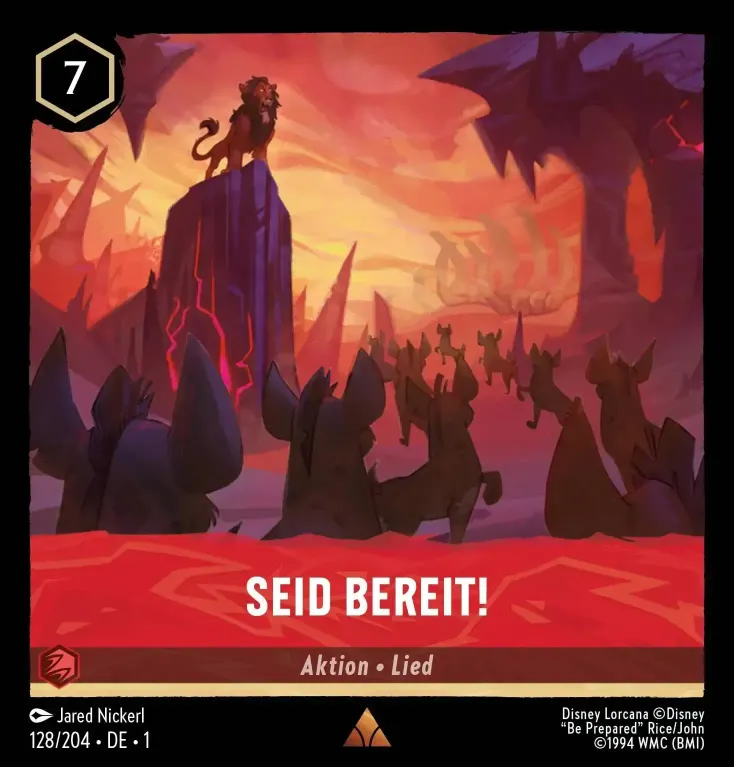 7
SEID BEREIT!
Aktion • Lied
Jared Nickerl
128/204 • DE • 1
Disney Lorcana ©Disney
“Be Prepared” Rice/John
©1994 WMC (BMI)